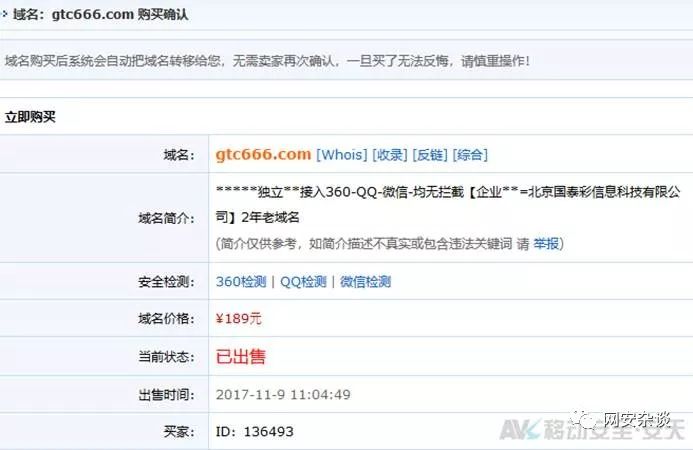 域名：gtc666.com 购买确认
域名购买后系统会自动把域名转移给您，无需卖家再次确认，一旦买了无法反悔，请慎重操作！
立即购买
域名： gtc666.com [Whois] [收录] [反链] [综合]
域名简介： *****独立**接入360-QQ-微信-均无拦截【企业**=北京国泰彩信息科技有限公
司】2年老域名
(简介仅供参考，如简介描述不真实或包含违法关键词 请 举报)
安全检测： 360检测 | QQ检测 | 微信检测
域名价格： ¥189元
当前状态： 已出售
出售时间： 2017-11-9 11:04:49
买家： ID：136493
网安杂谈
AVL 移动安全·安天